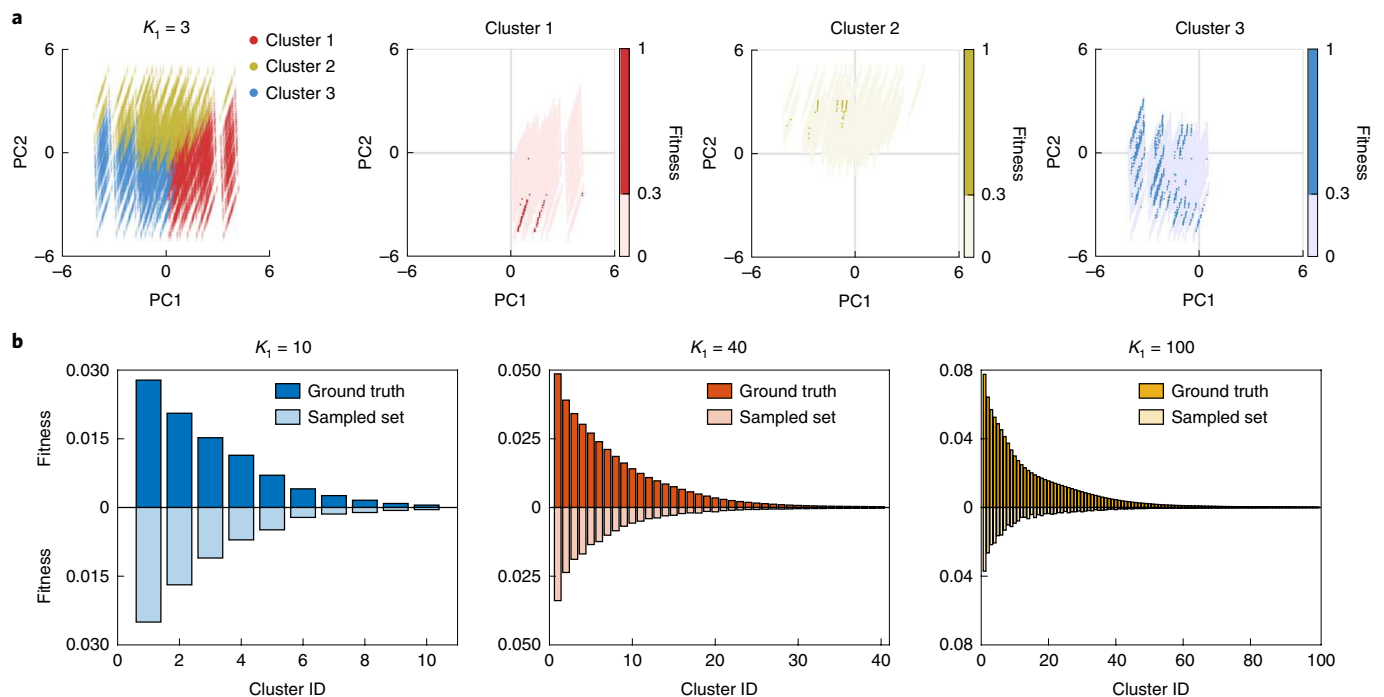 a
K1 = 3
Cluster 1
Cluster 2
Cluster 3
6
0
−6
PC2
−6
0
6
PC1
Cluster 1
6
0
−6
PC2
−6
0
6
PC1
1
0.3
0
Fitness
Cluster 2
6
0
−6
PC2
−6
0
6
PC1
1
0.3
0
Fitness
Cluster 3
6
0
−6
PC2
−6
0
6
PC1
1
0.3
0
Fitness
b
K1 = 10
Ground truth
Sampled set
0.030
0.015
0
0.015
0.030
Fitness
Fitness
0
2
4
6
8
10
Cluster ID
K1 = 40
Ground truth
Sampled set
0.050
0.025
0
0.025
0.050
0
10
20
30
40
Cluster ID
K1 = 100
Ground truth
Sampled set
0.08
0.04
0
0.04
0.08
0
20
40
60
80
100
Cluster ID